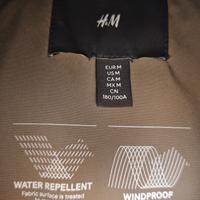 H&M
EUR M
US M
CA M
MX M
CN
180/100A
WATER REPELLENT
Fabric surface is treated
WINDPROOF